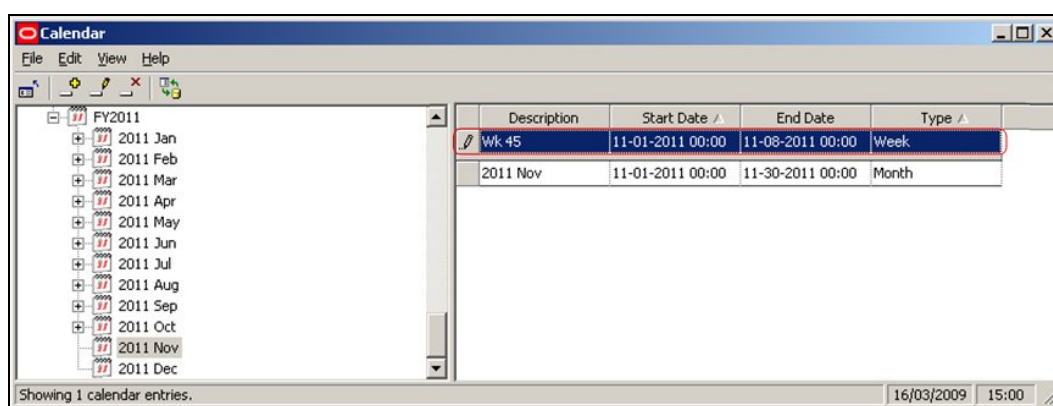 Calendar
File Edit View Help
FY2011
2011 Jan
2011 Feb
2011 Mar
2011 Apr
2011 May
2011 Jun
2011 Jul
2011 Aug
2011 Sep
2011 Oct
2011 Nov
2011 Dec
Description Start Date End Date Type
Wk 45 11-01-2011 00:00 11-08-2011 00:00 Week
2011 Nov 11-01-2011 00:00 11-30-2011 00:00 Month
Showing 1 calendar entries. 16/03/2009 15:00